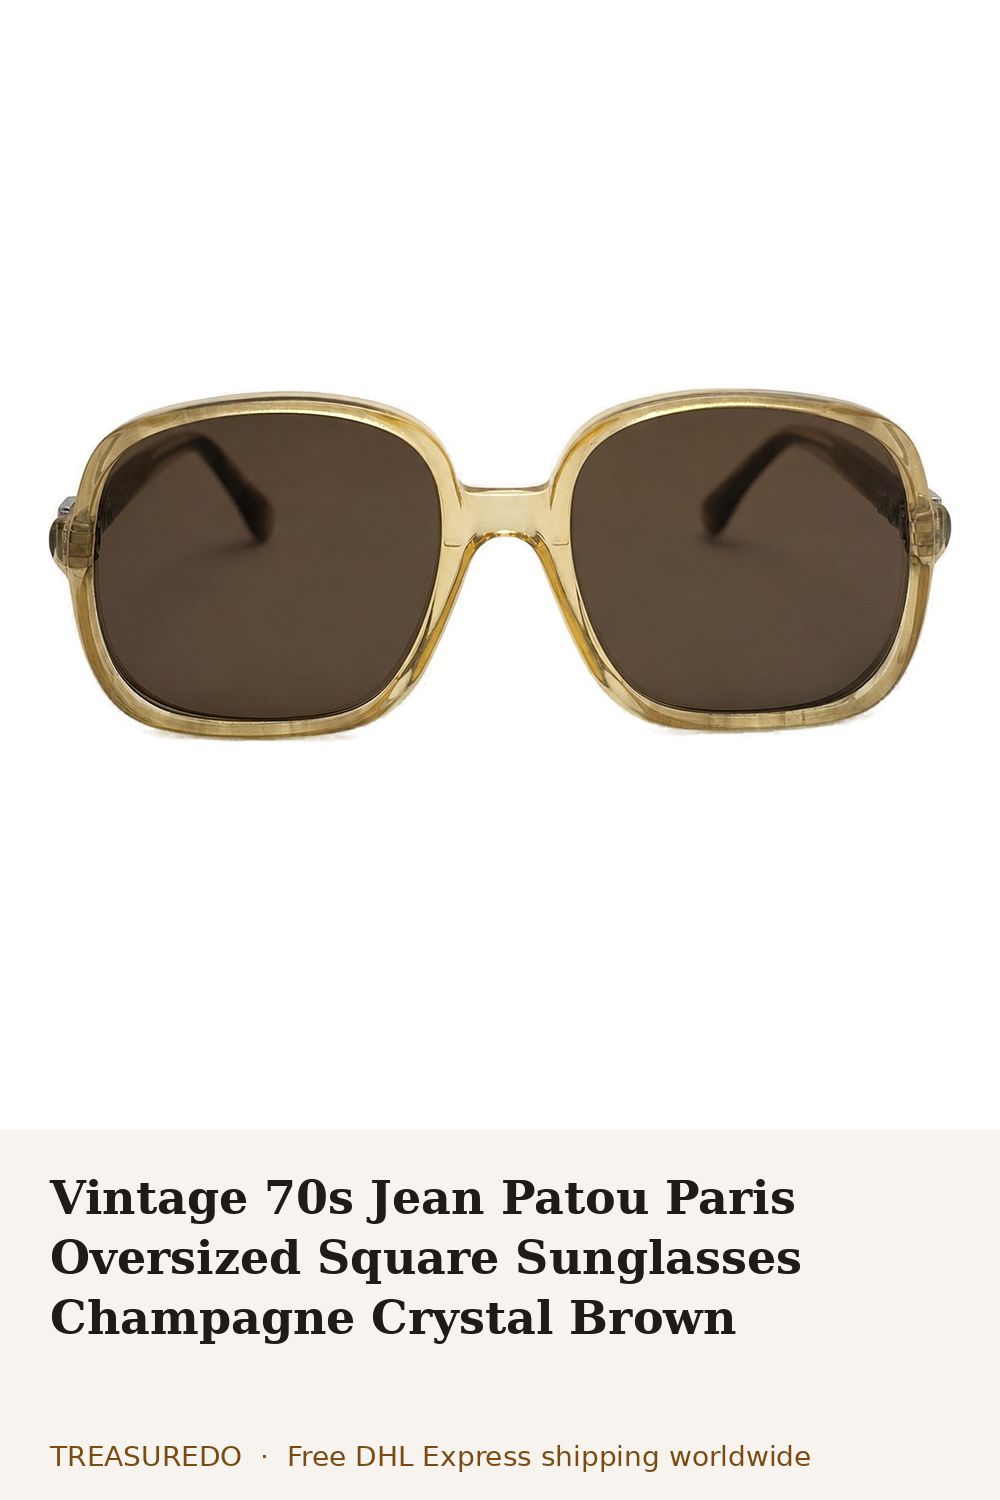 Vintage 70s Jean Patou Paris
Oversized Square Sunglasses
Champagne Crystal Brown
TREASUREDO · Free DHL Express shipping worldwide